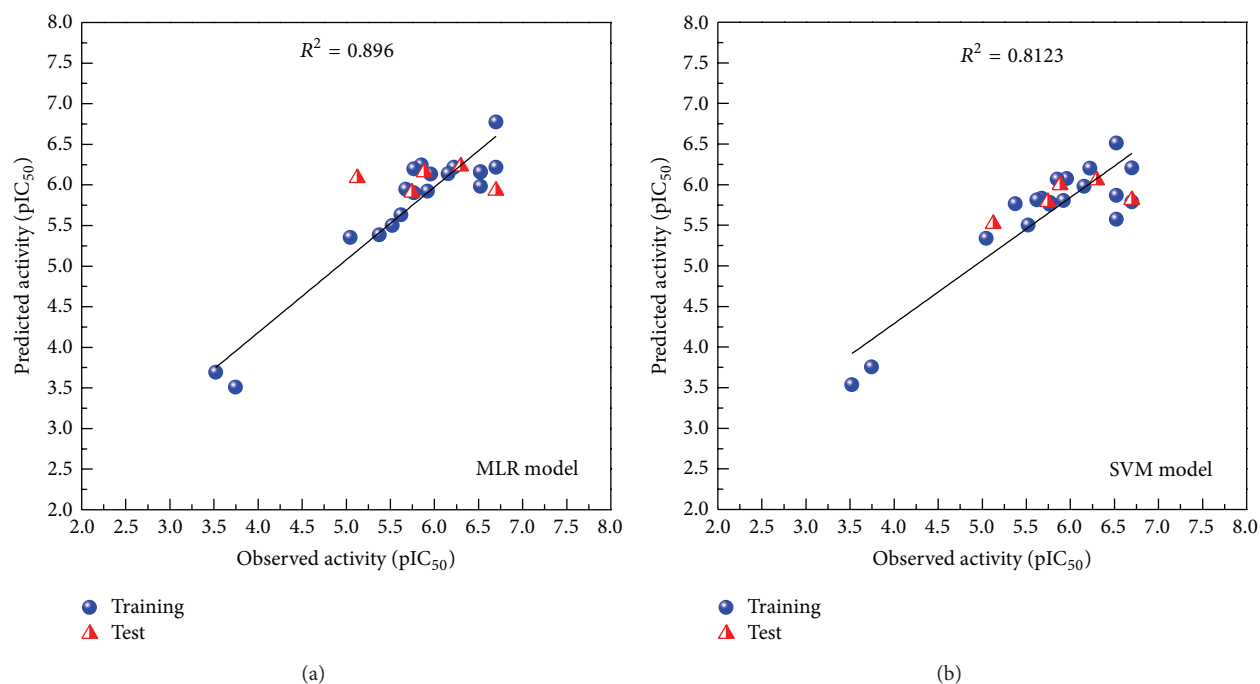 8.0
7.5
7.0
6.5
6.0
5.5
5.0
4.5
4.0
3.5
3.0
2.5
2.0
Predicted activity (pIC₅₀)
R² = 0.896
MLR model
2.0 2.5 3.0 3.5 4.0 4.5 5.0 5.5 6.0 6.5 7.0 7.5 8.0
Observed activity (pIC₅₀)
Training
Test
(a)
8.0
7.5
7.0
6.5
6.0
5.5
5.0
4.5
4.0
3.5
3.0
2.5
2.0
Predicted activity (pIC₅₀)
R² = 0.8123
SVM model
2.0 2.5 3.0 3.5 4.0 4.5 5.0 5.5 6.0 6.5 7.0 7.5 8.0
Observed activity (pIC₅₀)
Training
Test
(b)